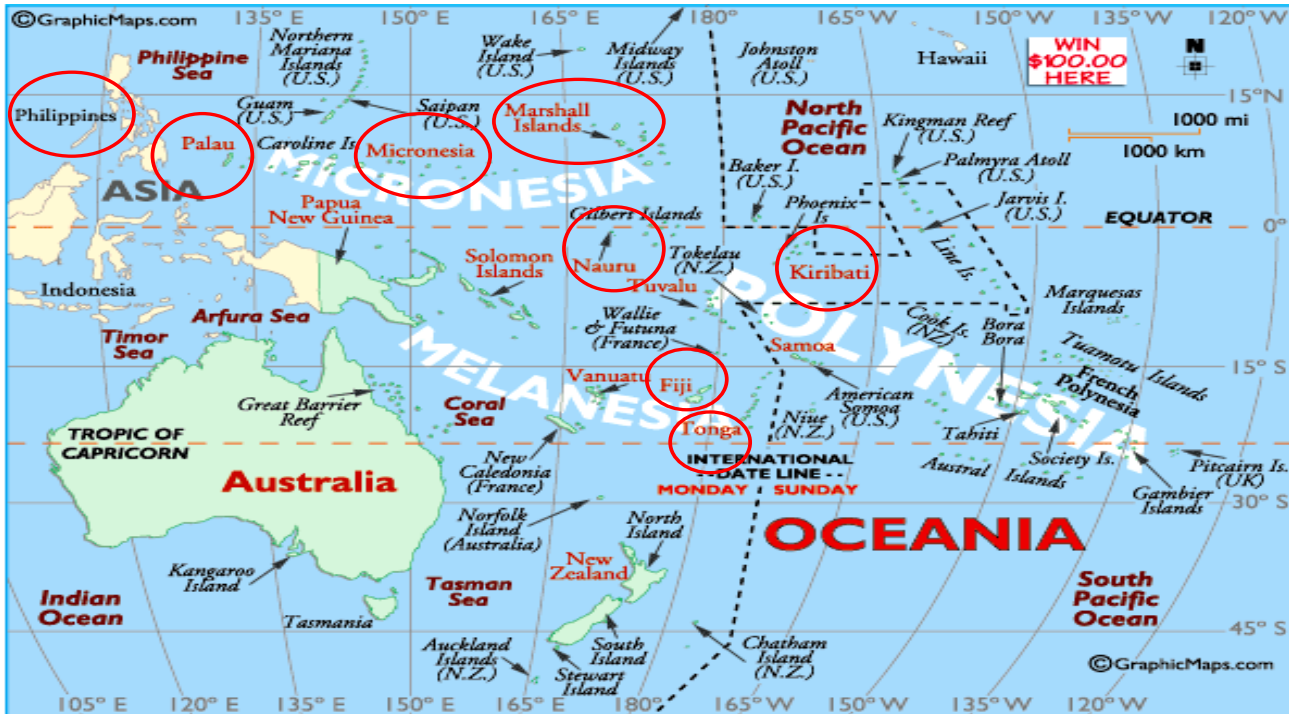 ©GraphicMaps.com
135° E
150° E
165° E
180°
165° W
150° W
135° W
120° W
Philippine
Sea
Northern
Mariana
Islands
(U.S.)
Wake
Island
(U.S.)
Midway
Islands
(U.S.)
Johnston
Atoll
(U.S.)
Hawaii
WIN
$100.00
HERE
N
Philippines
Guam
(U.S.)
Saipan
(U.S.)
Marshall
Islands
North
Pacific
Ocean
15°N
Kingman Reef
(U.S.)
1000 mi
1000 km
Palau
Caroline Is.
Micronesia
MICRONESIA
Baker I.
(U.S.)
Palmyra Atoll
(U.S.)
ASIA
Papua
New Guinea
Gilbert Islands
Phoenix
Is
Jarvis I.
(U.S.)
EQUATOR
0°
Indonesia
Solomon
Islands
Nauru
Tokelau
(N.Z.)
Kiribati
Line Is.
Tuvalu
POLYNESIA
Marquesas
Islands
Arfura Sea
Timor
Sea
Wallie
& Futuna
(France)
Cook Is.
(NZ)
Bora
Bora
Samoa
Tuamotu Islands
MELANESIA
15° S
Vanuatu
Fiji
French
Polynesia
Great Barrier
Reef
Coral
Sea
American
Somoa
(U.S.)
Tonga
Niue
(N.Z.)
Tahiti
TROPIC OF
CAPRICORN
INTERNATIONAL
- - DATE LINE - -
MONDAY SUNDAY
Society Is.
Pitcairn Is.
(UK)
Australia
New
Caledonia
(France)
Austral Islands
Gambier
Islands
30° S
Norfolk
Island
(Australia)
North
Island
OCEANIA
Kangaroo
Island
Tasman
Sea
New
Zealand
South
Pacific
Ocean
Indian
Ocean
Tasmania
45° S
Auckland
Islands
(N.Z.)
South
Island
Stewart
Island
Chatham
Island
(N.Z.)
©GraphicMaps.com
105° E
120° E
135° E
150° E
165° E
180°
165°W
150°W
135°W
120°W